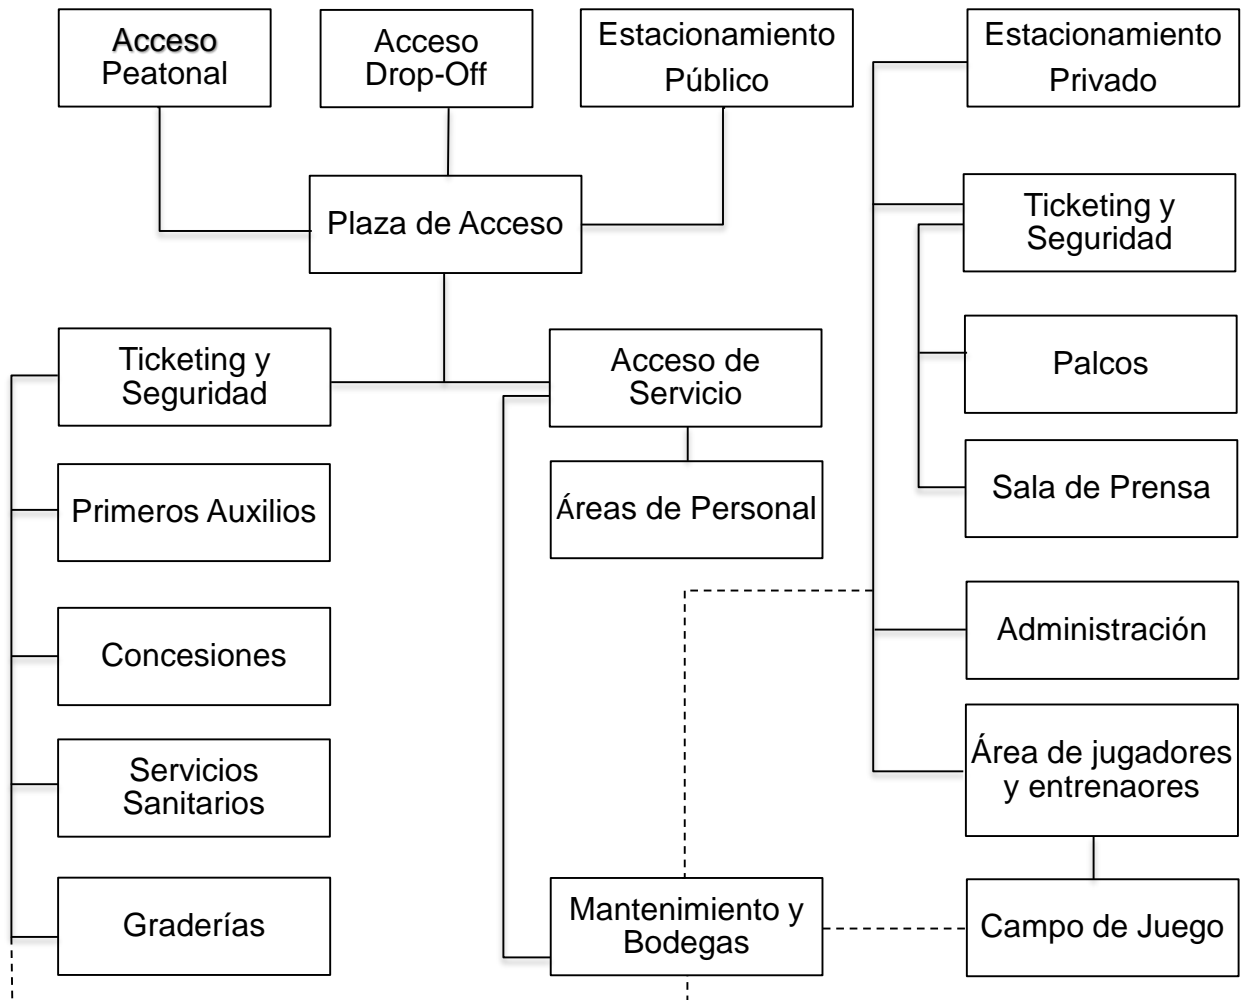 Acceso
Peatonal
Acceso
Drop-Off
Estacionamiento
Público
Estacionamiento
Privado
Plaza de Acceso
Ticketing y
Seguridad
Ticketing y
Seguridad
Acceso de
Servicio
Palcos
Primeros Auxilios
Áreas de Personal
Sala de Prensa
Concesiones
Administración
Servicios
Sanitarios
Área de jugadores
y entrenaores
Graderías
Mantenimiento y
Bodegas
Campo de Juego